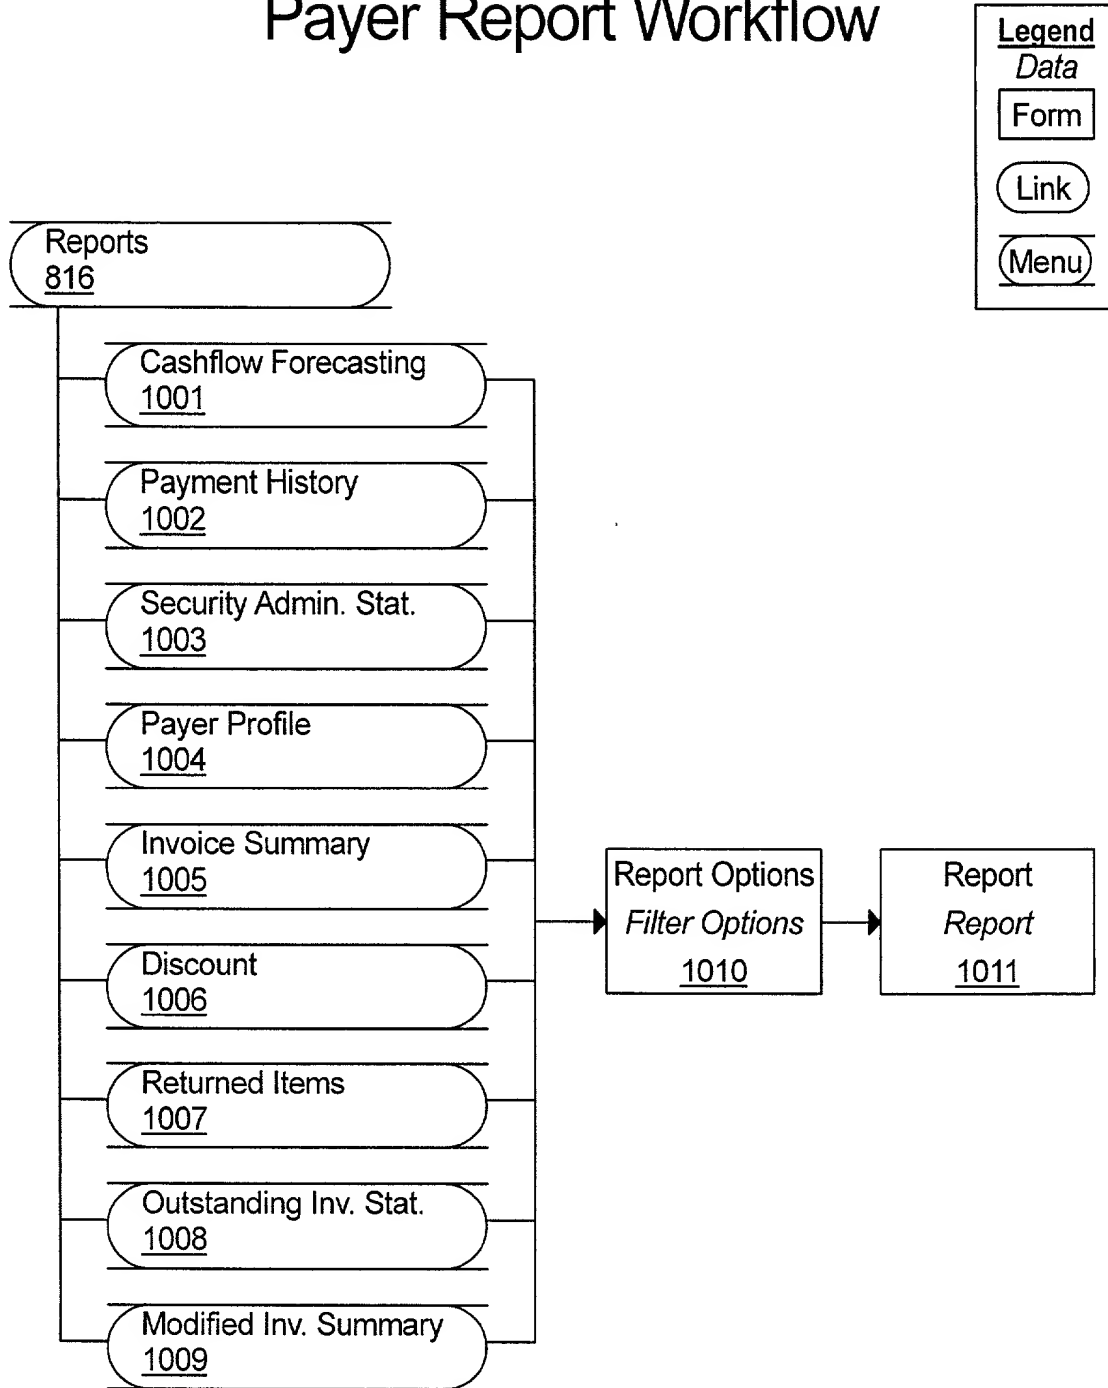 Payer Report Workflow
Legend
Data
Form
Link
Menu
Reports
816
Cashflow Forecasting
1001
Payment History
1002
Security Admin. Stat.
1003
Payer Profile
1004
Invoice Summary
1005
Discount
1006
Returned Items
1007
Outstanding Inv. Stat.
1008
Modified Inv. Summary
1009
Report Options
Filter Options
1010
Report
Report
1011